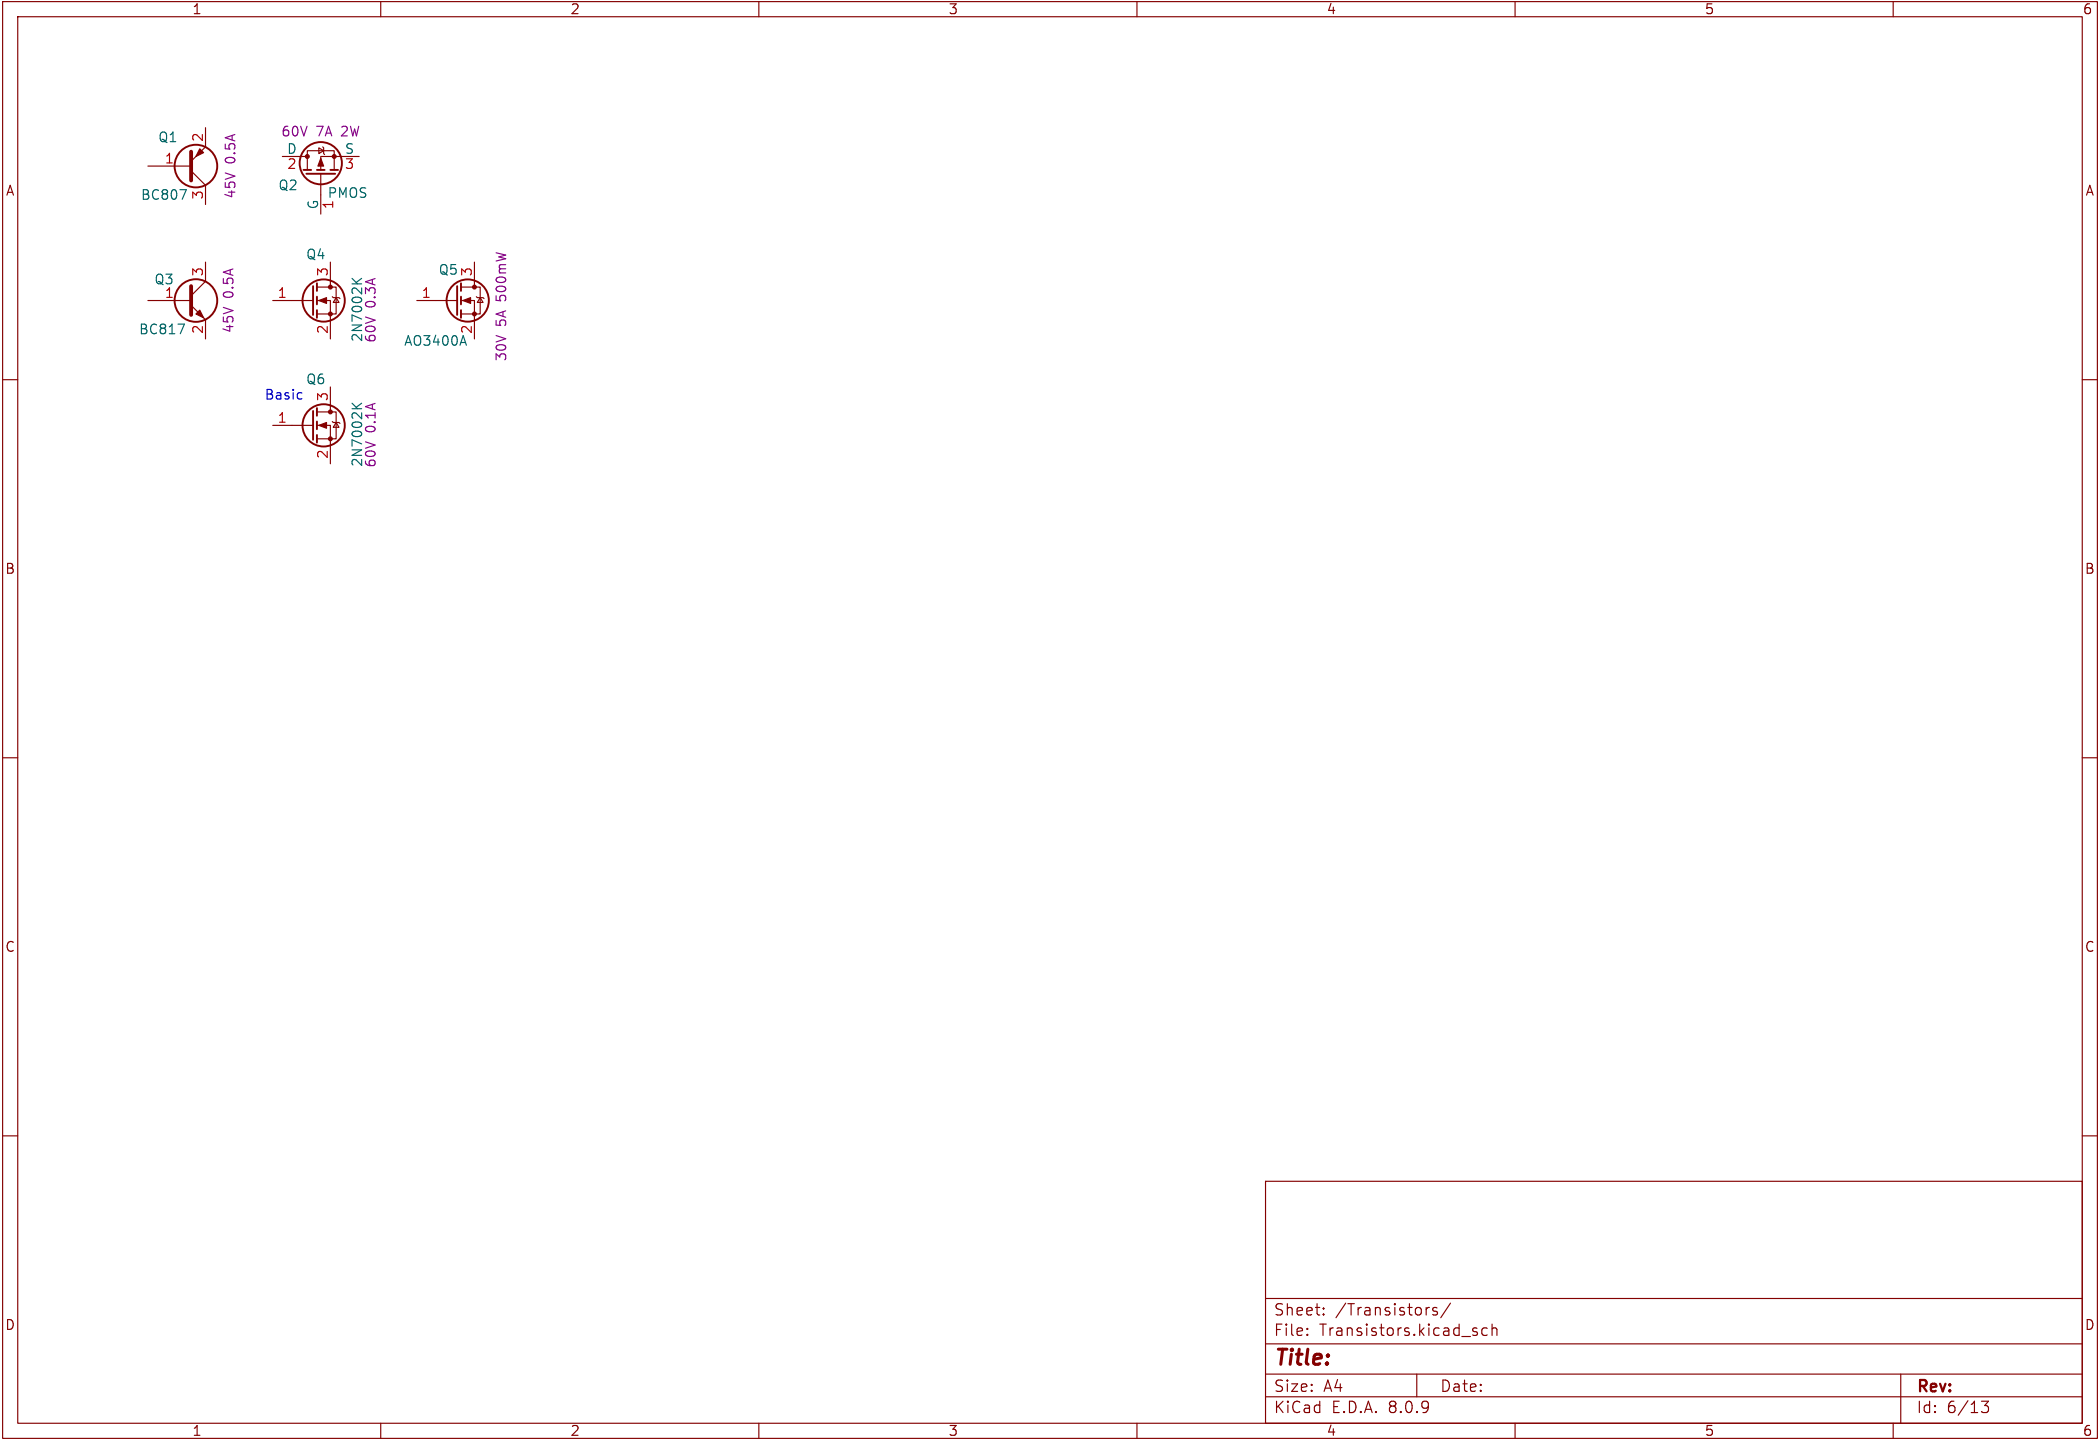 1 2 3 4 5 6
A A
Q1
1
2
3
BC807
45V 0.5A
60V 7A 2W
D S
2 3
Q2
PMOS
G
1
Q3
1
3
2
BC817
45V 0.5A
Q4
1
3
2
2N7002K
60V 0.3A
Q5
1
3
2
AO3400A
30V 5A 500mW
Basic
Q6
1
3
2
2N7002K
60V 0.1A
B B
C C
D D
Sheet: /Transistors/
File: Transistors.kicad_sch
Title:
Size: A4 Date: Rev:
KiCad E.D.A. 8.0.9 Id: 6/13
1 2 3 4 5 6